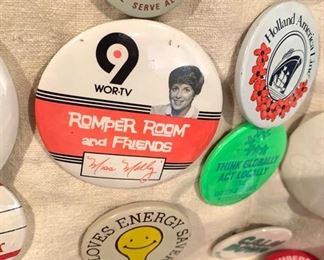 SERVE
9
WOR-TV
ROMPER ROOM
and FRIENDS
"Miss Molly"
Holland America Line
THINK GLOBALLY
ACT LOCALLY
LOVES ENERGY SAVERS